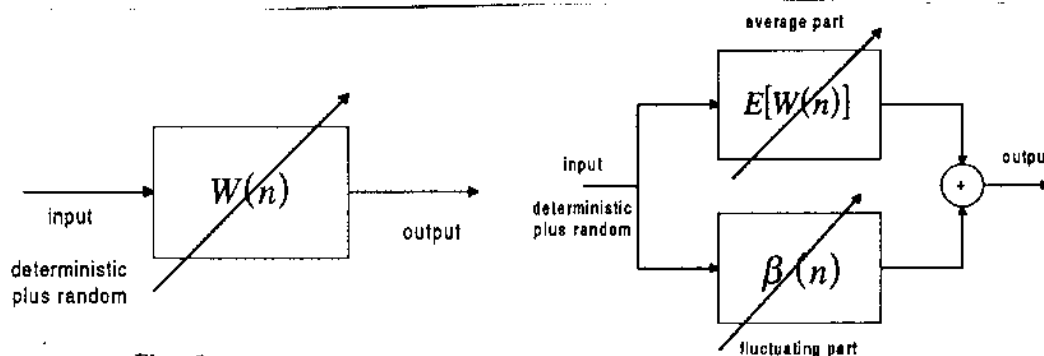 W(n)
input
output
deterministic
plus random
average part
E[W(n)]
input
deterministic
plus random
+
output
β (n)
fluctuating part